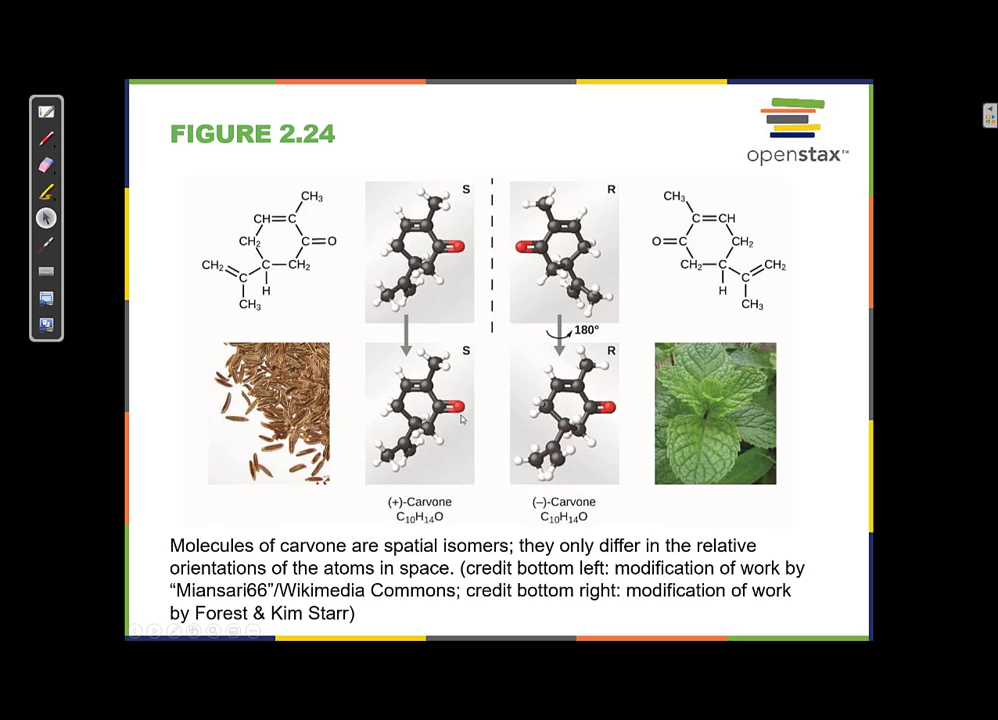 FIGURE 2.24
openstax™
CH₃
CH=C
CH₂
C=O
CH₂
C—CH₂
C
H
CH₃
S
S
R
180°
R
CH₃
C=CH
O=C
CH₂
CH₂—C
C
CH₂
H
CH₃
(+)-Carvone
C₁₀H₁₄O
(–)-Carvone
C₁₀H₁₄O
Molecules of carvone are spatial isomers; they only differ in the relative
orientations of the atoms in space. (credit bottom left: modification of work by
“Miansari66”/Wikimedia Commons; credit bottom right: modification of work
by Forest & Kim Starr)